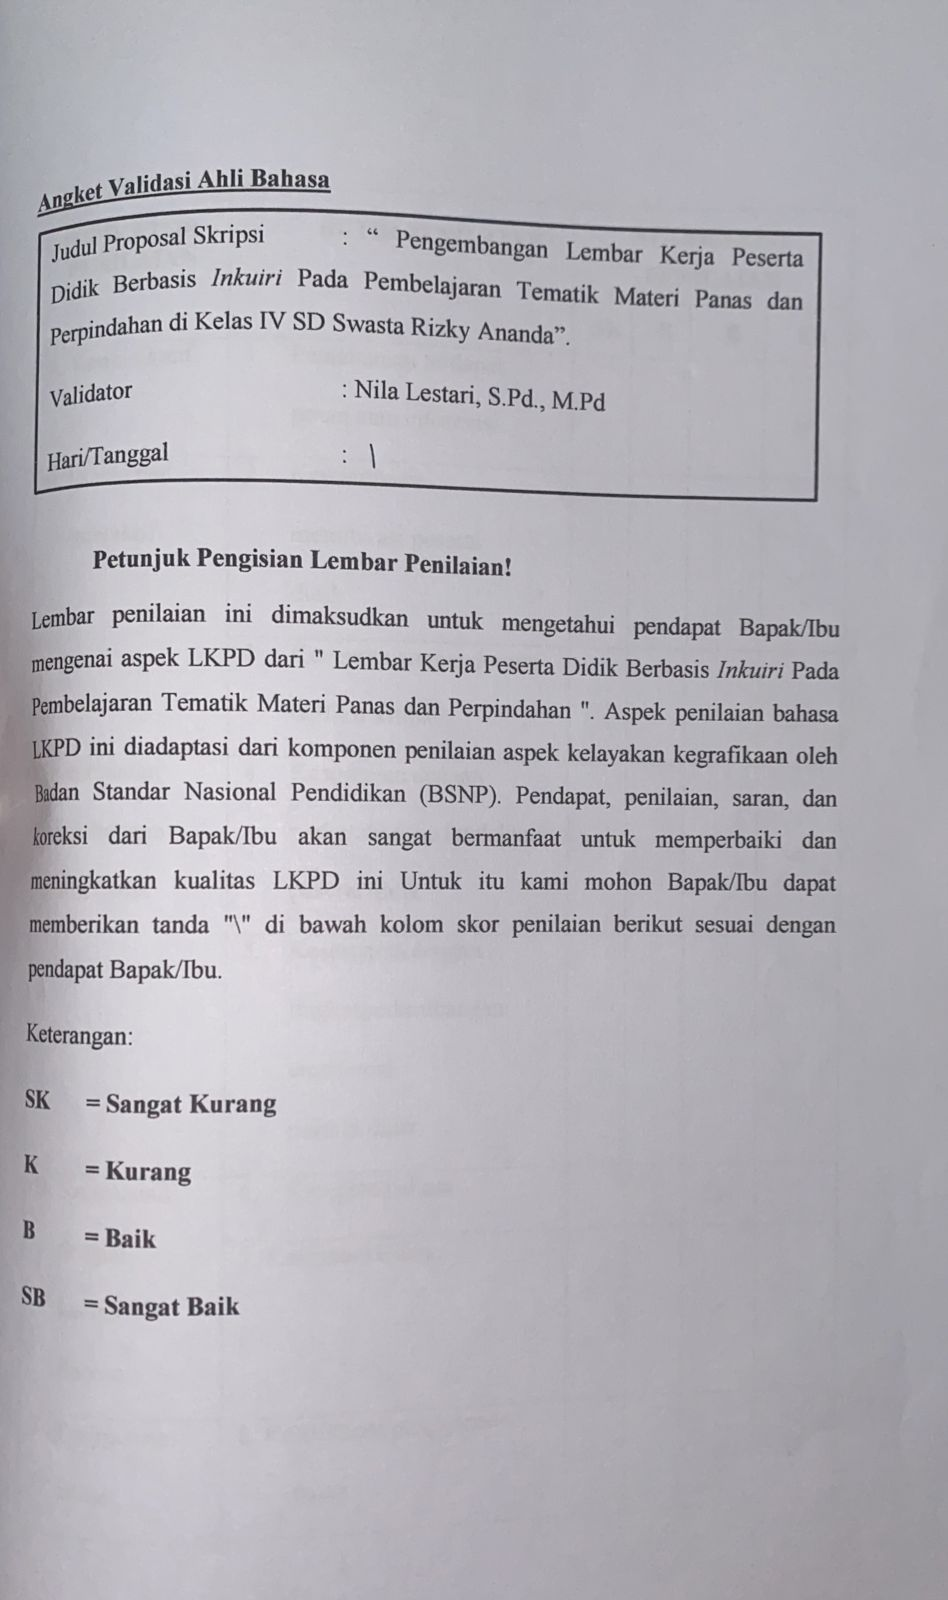 Angket Validasi Ahli Bahasa
Judul Proposal Skripsi : “ Pengembangan Lembar Kerja Peserta
Didik Berbasis Inkuiri Pada Pembelajaran Tematik Materi Panas dan
Perpindahan di Kelas IV SD Swasta Rizky Ananda”.
Validator : Nila Lestari, S.Pd., M.Pd
Hari/Tanggal : \
Petunjuk Pengisian Lembar Penilaian!
Lembar penilaian ini dimaksudkan untuk mengetahui pendapat Bapak/Ibu
mengenai aspek LKPD dari " Lembar Kerja Peserta Didik Berbasis Inkuiri Pada
Pembelajaran Tematik Materi Panas dan Perpindahan ". Aspek penilaian bahasa
LKPD ini diadaptasi dari komponen penilaian aspek kelayakan kegrafikaan oleh
Badan Standar Nasional Pendidikan (BSNP). Pendapat, penilaian, saran, dan
koreksi dari Bapak/Ibu akan sangat bermanfaat untuk memperbaiki dan
meningkatkan kualitas LKPD ini Untuk itu kami mohon Bapak/Ibu dapat
memberikan tanda "\" di bawah kolom skor penilaian berikut sesuai dengan
pendapat Bapak/Ibu.
Keterangan:
SK = Sangat Kurang
K = Kurang
B = Baik
SB = Sangat Baik